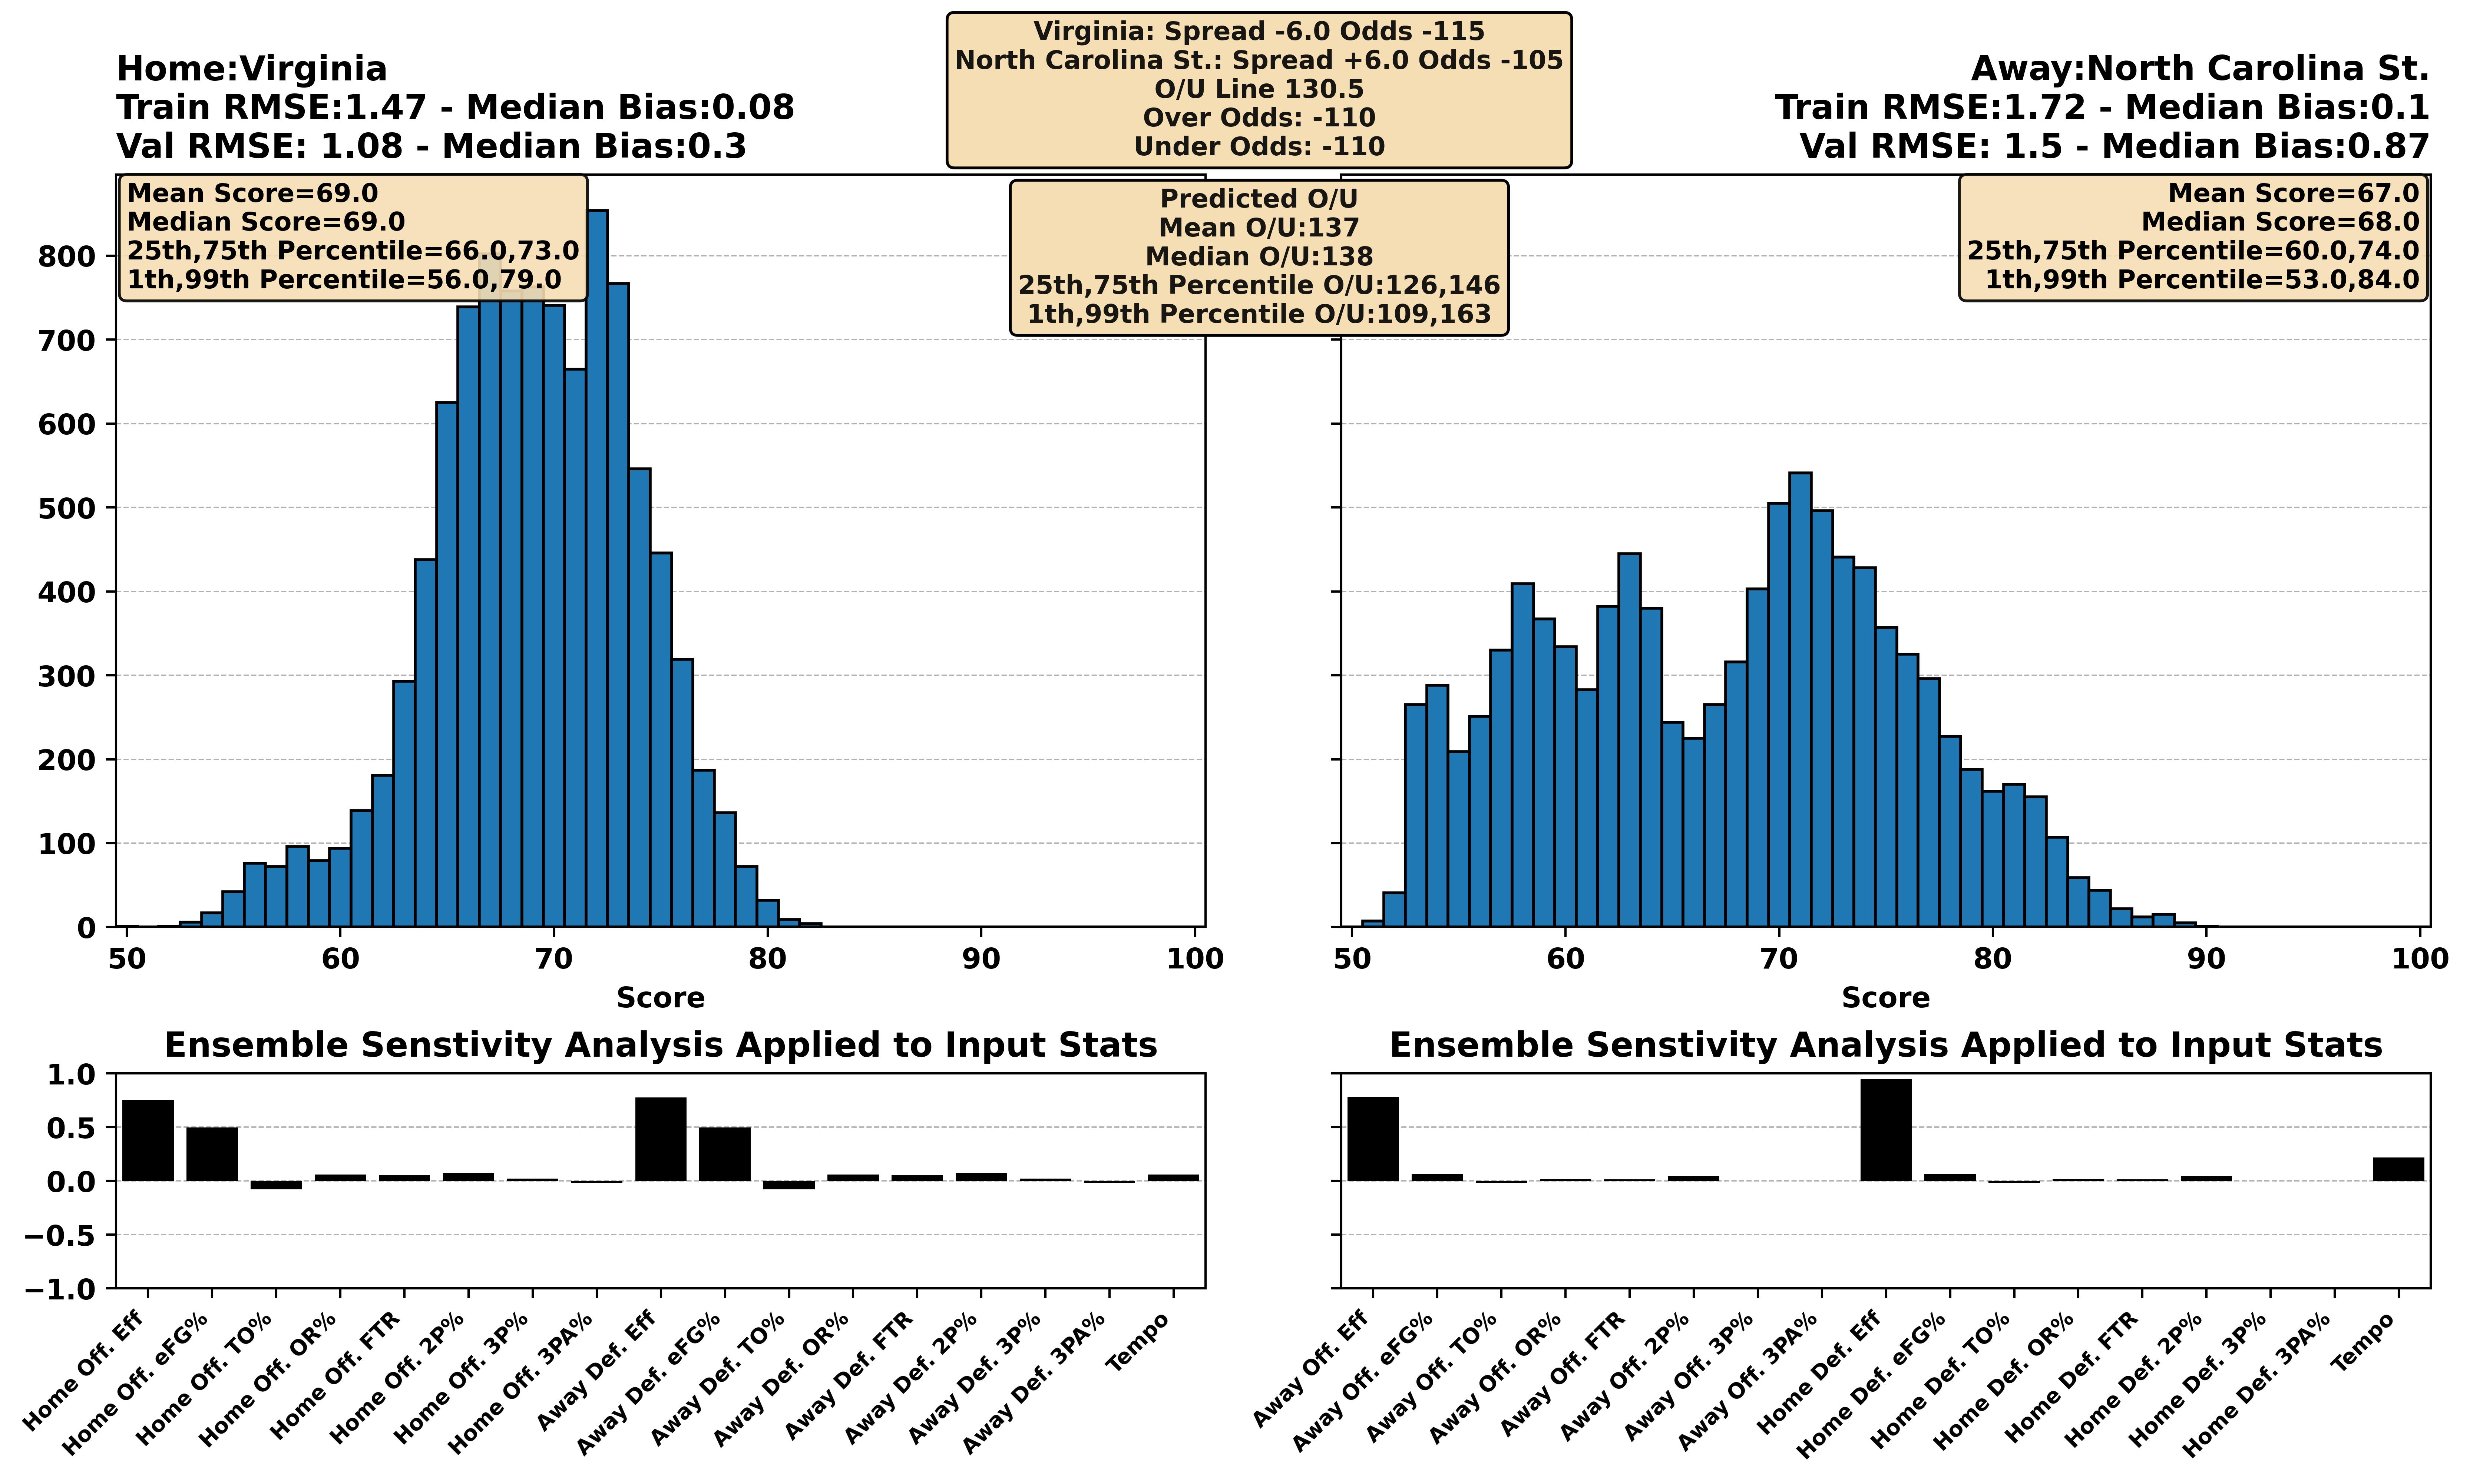 Virginia: Spread -6.0 Odds -115
North Carolina St.: Spread +6.0 Odds -105
O/U Line 130.5
Over Odds: -110
Under Odds: -110
Home:Virginia
Train RMSE:1.47 - Median Bias:0.08
Val RMSE: 1.08 - Median Bias:0.3
Away:North Carolina St.
Train RMSE:1.72 - Median Bias:0.1
Val RMSE: 1.5 - Median Bias:0.87
Mean Score=69.0
Median Score=69.0
25th,75th Percentile=66.0,73.0
1th,99th Percentile=56.0,79.0
Predicted O/U
Mean O/U:137
Median O/U:138
25th,75th Percentile O/U:126,146
1th,99th Percentile O/U:109,163
Mean Score=67.0
Median Score=68.0
25th,75th Percentile=60.0,74.0
1th,99th Percentile=53.0,84.0
800
700
600
500
400
300
200
100
0
50 60 70 80 90 100
Score
50 60 70 80 90 100
Score
Ensemble Senstivity Analysis Applied to Input Stats
1.0
0.5
0.0
−0.5
−1.0
Home Off. Eff
Home Off. eFG%
Home Off. TO%
Home Off. OR%
Home Off. FTR
Home Off. 2P%
Home Off. 3P%
Home Off. 3PA%
Away Def. Eff
Away Def. eFG%
Away Def. TO%
Away Def. OR%
Away Def. FTR
Away Def. 2P%
Away Def. 3P%
Away Def. 3PA%
Tempo
Ensemble Senstivity Analysis Applied to Input Stats
Away Off. Eff
Away Off. eFG%
Away Off. TO%
Away Off. OR%
Away Off. FTR
Away Off. 2P%
Away Off. 3P%
Away Off. 3PA%
Home Def. Eff
Home Def. eFG%
Home Def. TO%
Home Def. OR%
Home Def. FTR
Home Def. 2P%
Home Def. 3P%
Home Def. 3PA%
Tempo